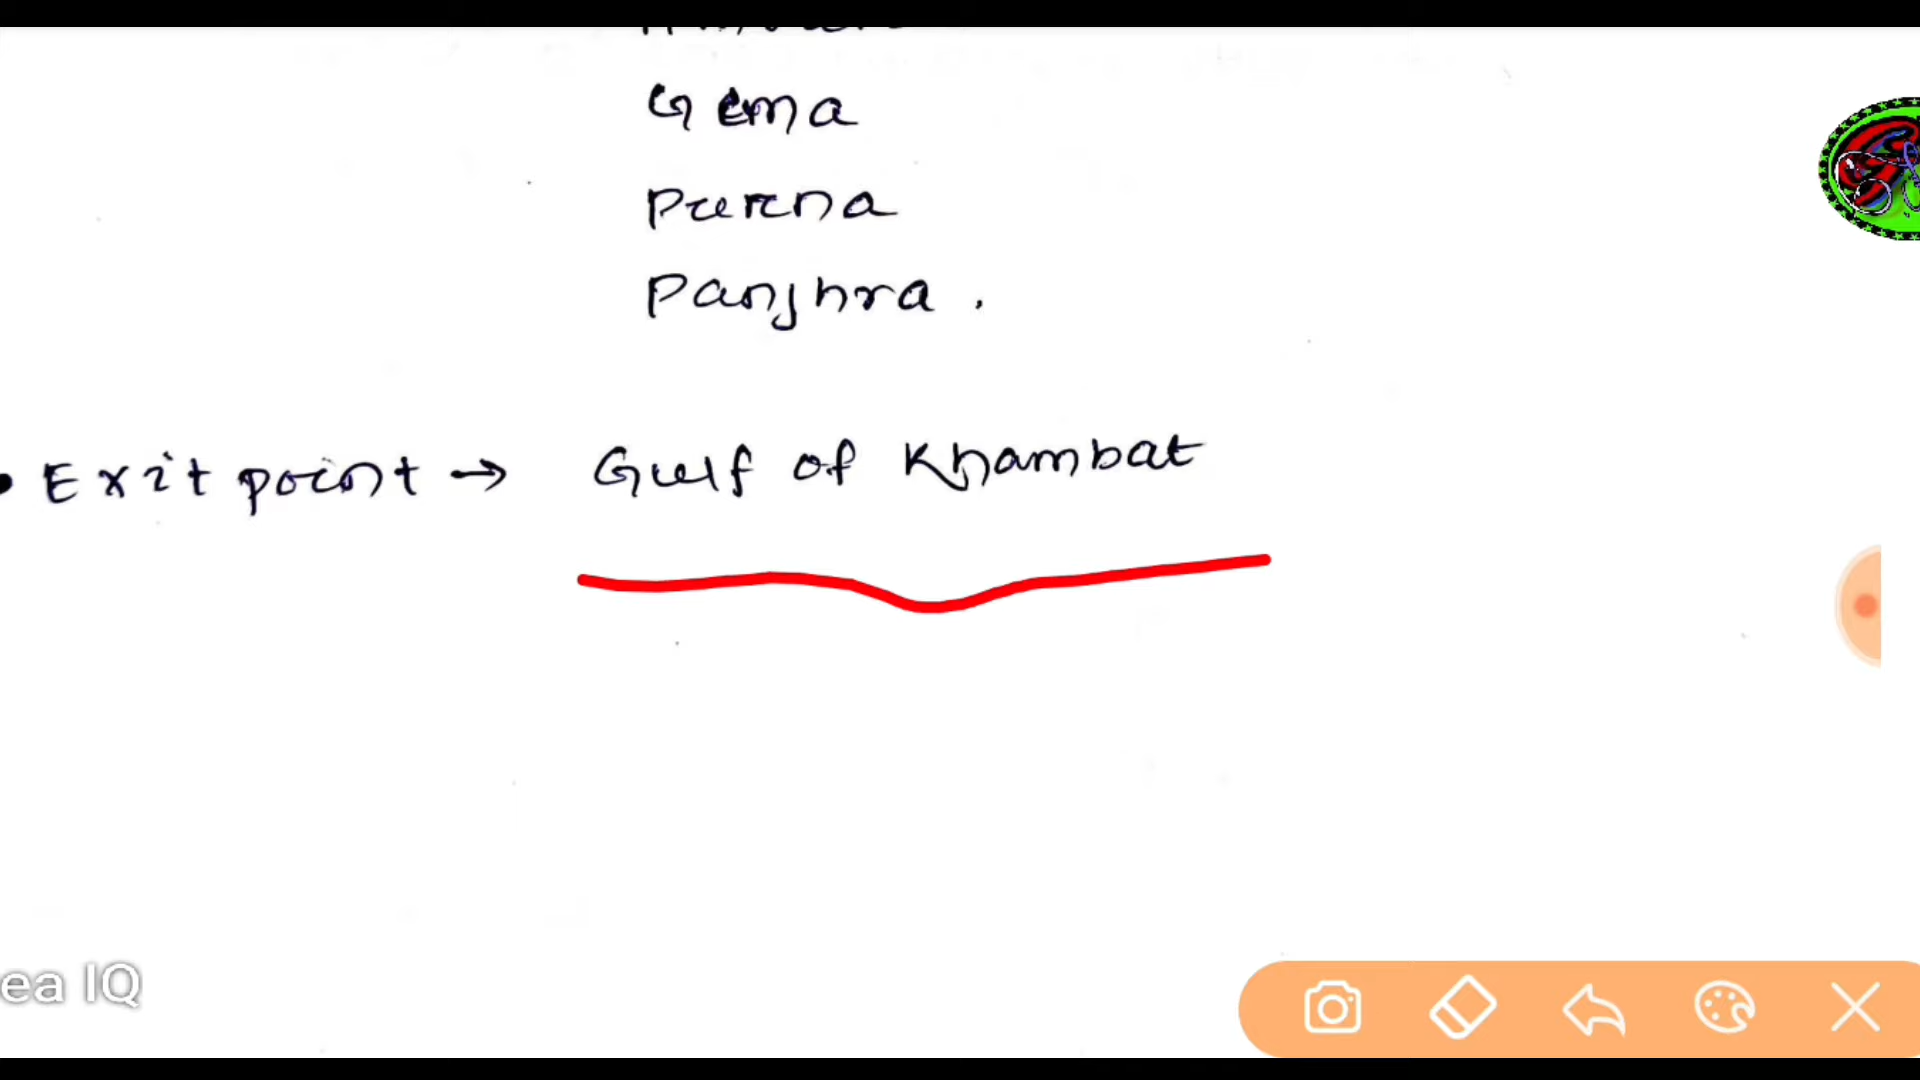 Gema
Purna
Panjhra.
• Exit point → Gulf of Khambat
ea IQ